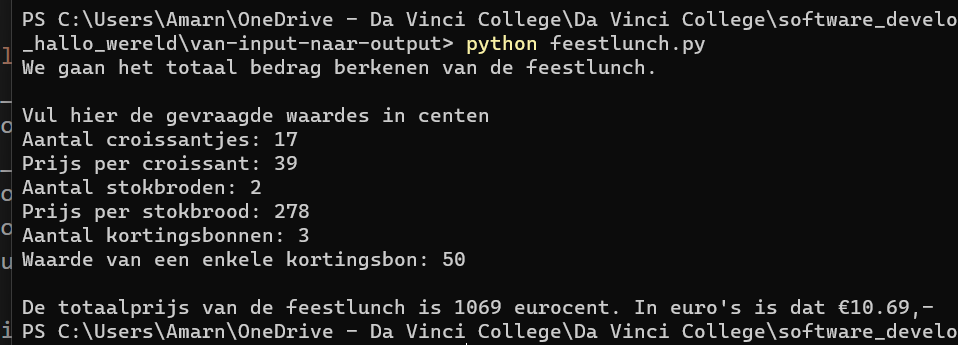 PS C:\Users\Amarn\OneDrive - Da Vinci College\Da Vinci College\software_develo
_hallo_wereld\van-input-naar-output> python feestlunch.py
We gaan het totaal bedrag berkenen van de feestlunch.
Vul hier de gevraagde waardes in centen
Aantal croissantjes: 17
Prijs per croissant: 39
Aantal stokbroden: 2
Prijs per stokbrood: 278
Aantal kortingsbonnen: 3
Waarde van een enkele kortingsbon: 50
De totaalprijs van de feestlunch is 1069 eurocent. In euro's is dat €10.69,-
PS C:\Users\Amarn\OneDrive - Da Vinci College\Da Vinci College\software_develo